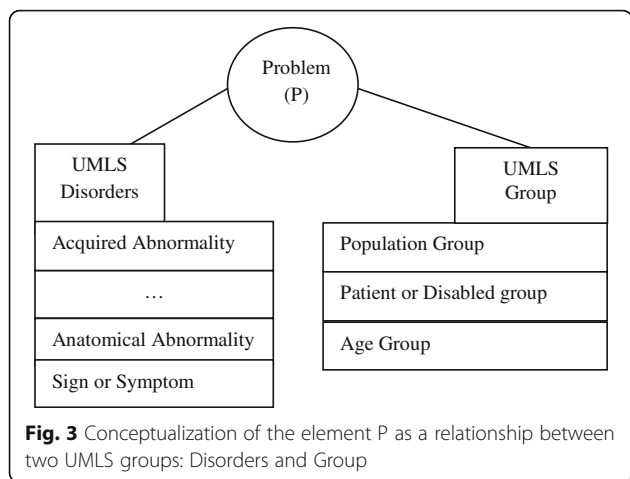 Problem
(P)
UMLS
Disorders
Acquired Abnormality
…
Anatomical Abnormality
Sign or Symptom
UMLS
Group
Population Group
Patient or Disabled group
Age Group
Fig. 3 Conceptualization of the element P as a relationship between
two UMLS groups: Disorders and Group